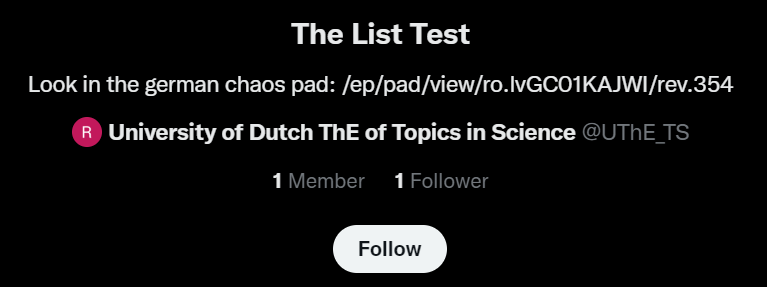 The List Test
Look in the german chaos pad: /ep/pad/view/ro.lvGC01KAJWI/rev.354
R University of Dutch ThE of Topics in Science @UThE_TS
1 Member 1 Follower
Follow